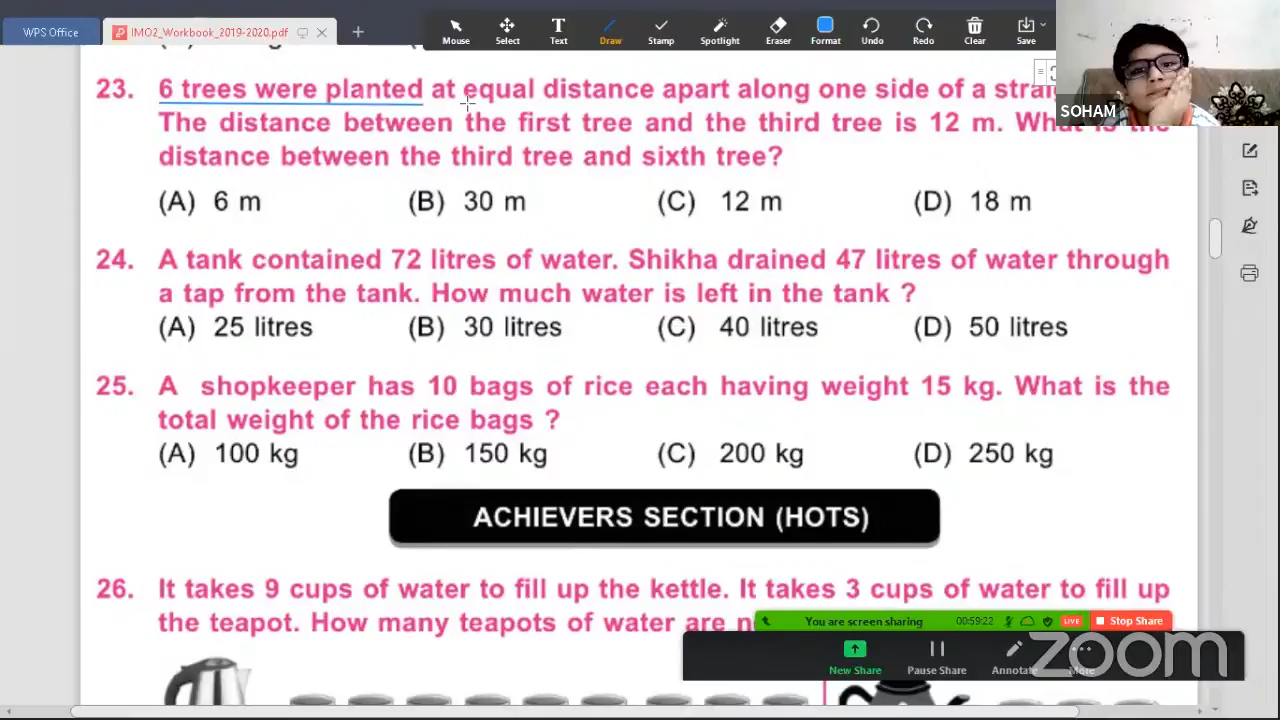 WPS Office
IMO2_Workbook_2019-2020.pdf
Mouse Select Text Draw Stamp Spotlight Eraser Format Undo Redo Clear Save
SOHAM
23. 6 trees were planted at equal distance apart along one side of a
The distance between the first tree and the third tree is 12 m. What is the
distance between the third tree and sixth tree?
(A) 6 m (B) 30 m (C) 12 m (D) 18 m
24. A tank contained 72 litres of water. Shikha drained 47 litres of water through
a tap from the tank. How much water is left in the tank ?
(A) 25 litres (B) 30 litres (C) 40 litres (D) 50 litres
25. A shopkeeper has 10 bags of rice each having weight 15 kg. What is the
total weight of the rice bags ?
(A) 100 kg (B) 150 kg (C) 200 kg (D) 250 kg
ACHIEVERS SECTION (HOTS)
26. It takes 9 cups of water to fill up the kettle. It takes 3 cups of water to fill up
the teapot. How many teapots of water are
You are screen sharing 00:59:22 LIVE Stop Share
New Share Pause Share Annotate More
zoom